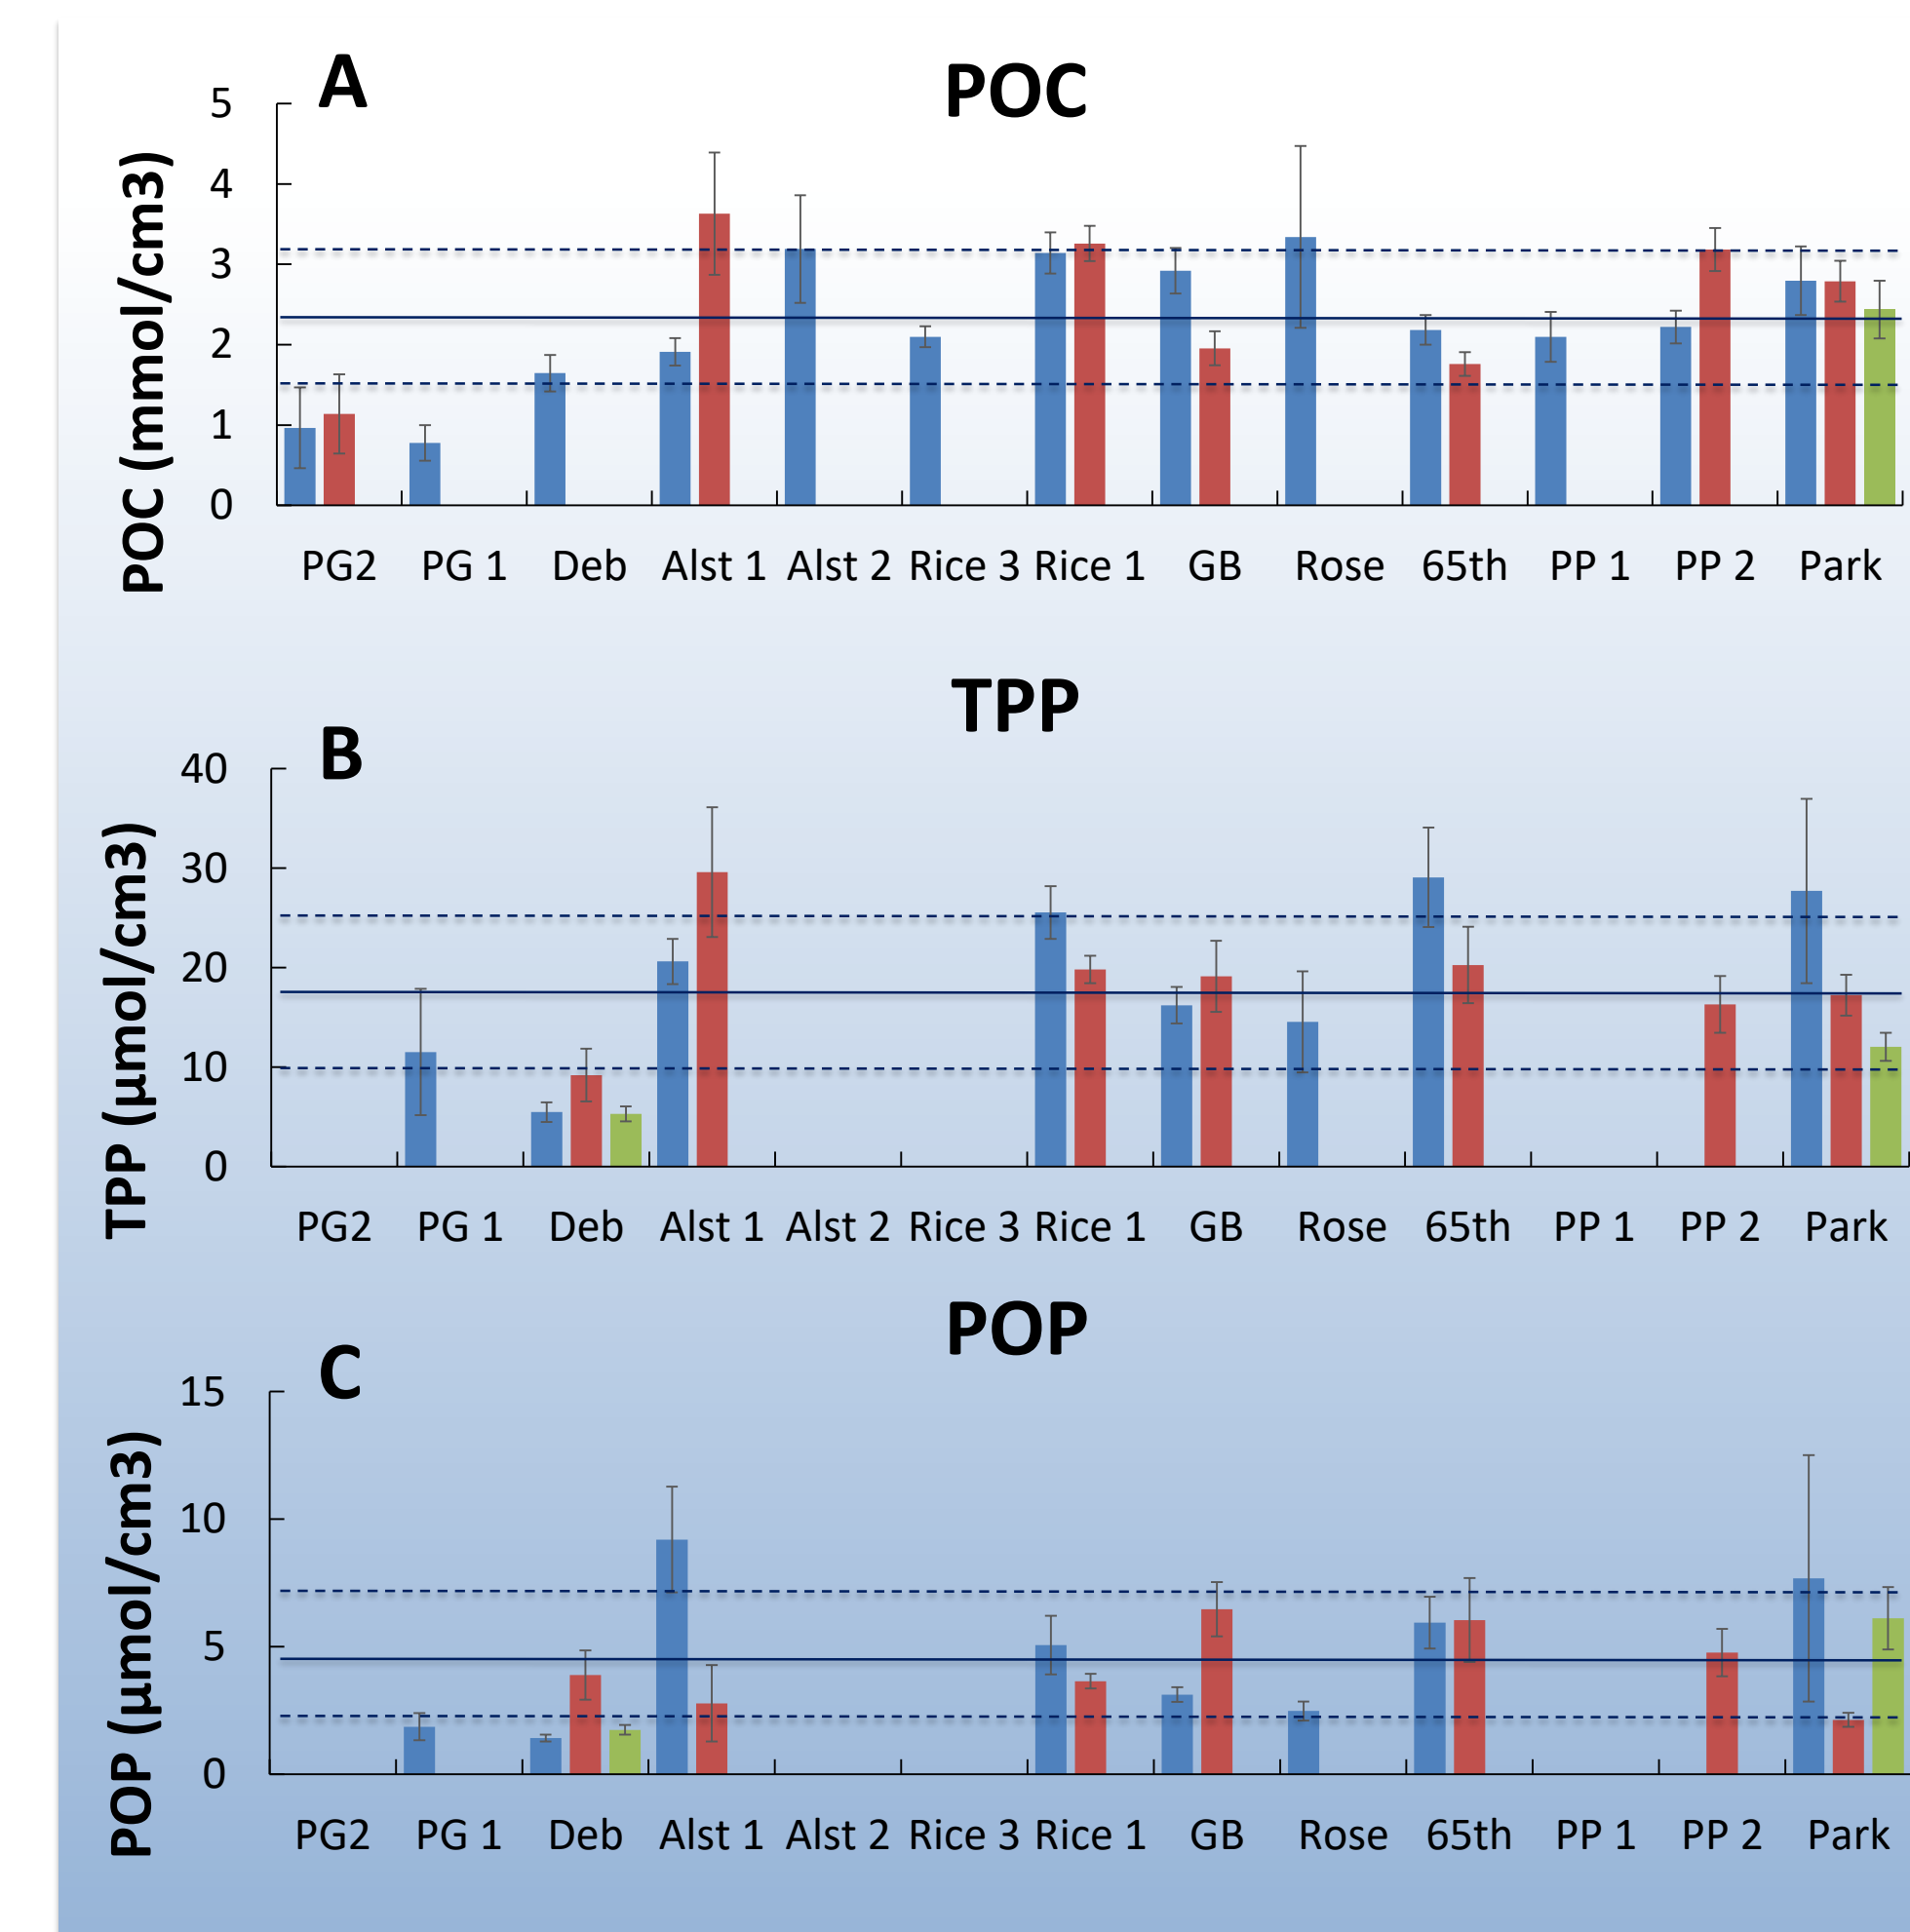 A
POC
POC (mmol/cm3)
5
4
3
2
1
0
PG2 PG 1 Deb Alst 1 Alst 2 Rice 3 Rice 1 GB Rose 65th PP 1 PP 2 Park
TPP
B
TPP (µmol/cm3)
40
30
20
10
0
PG2 PG 1 Deb Alst 1 Alst 2 Rice 3 Rice 1 GB Rose 65th PP 1 PP 2 Park
POP
C
POP (µmol/cm3)
15
10
5
0
PG2 PG 1 Deb Alst 1 Alst 2 Rice 3 Rice 1 GB Rose 65th PP 1 PP 2 Park